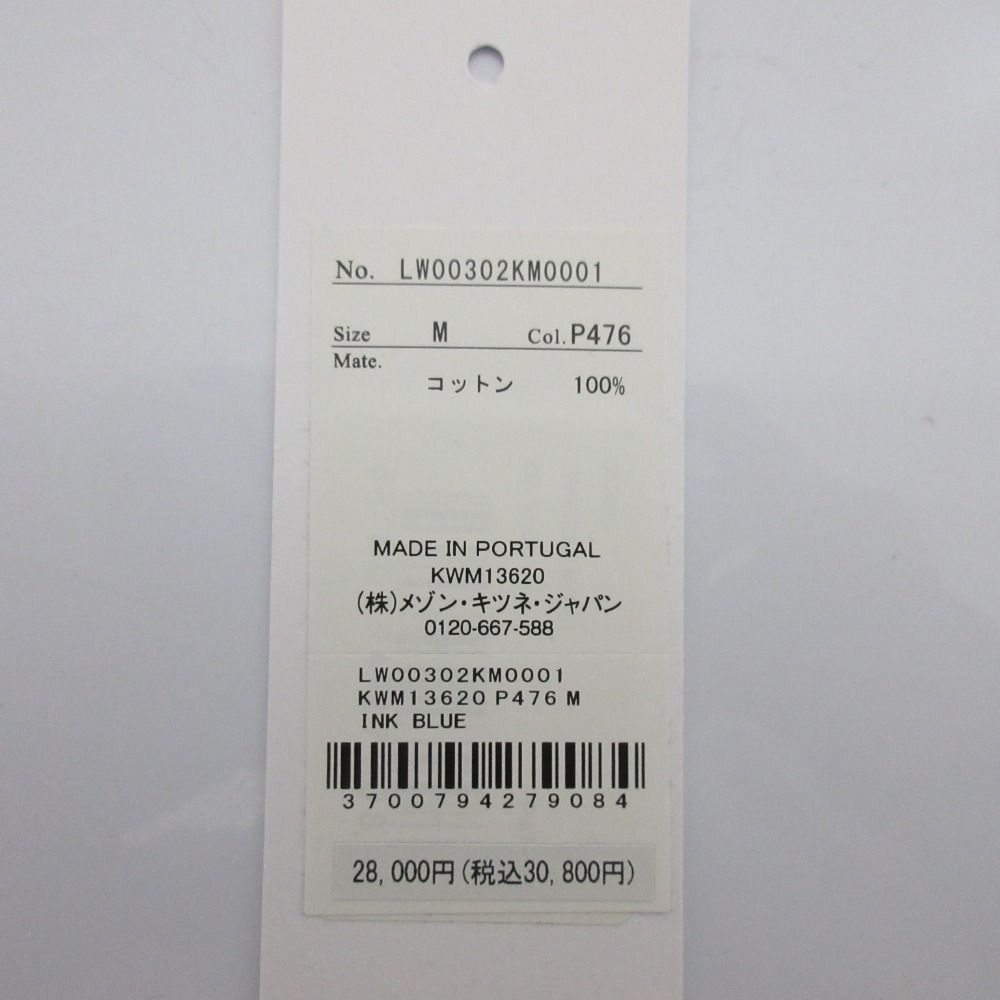 No. LW00302KM0001
Size M Col. P476
Mate.
コットン 100%
MADE IN PORTUGAL
KWM13620
(株)メゾン・キツネ・ジャパン
0120-667-588
LW00302KM0001
KWM13620 P476 M
INK BLUE
3700794279084
28,000円(税込30,800円)